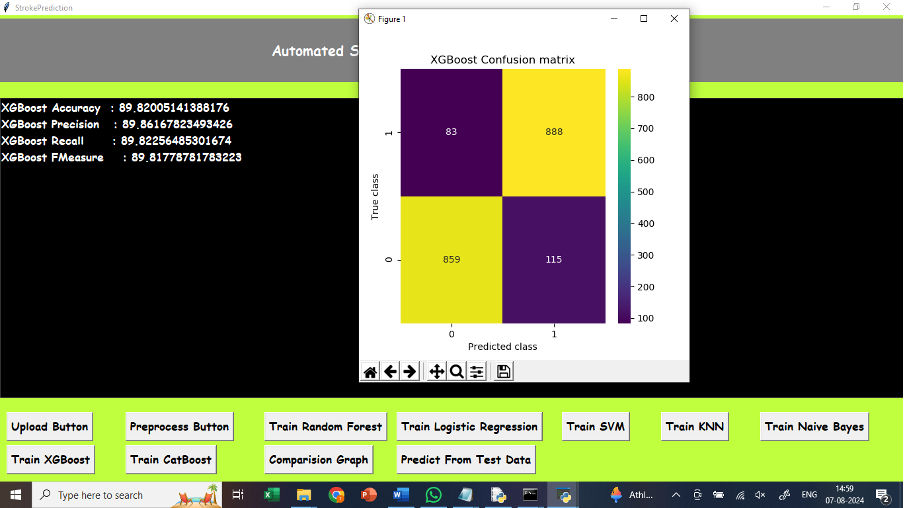 StrokePrediction
Figure 1
Automated S
XGBoost Accuracy : 89.82005141388176
XGBoost Precision : 89.86167823493426
XGBoost Recall : 89.82256485301674
XGBoost FMeasure : 89.81778781783223
XGBoost Confusion matrix
True class
1
0
83
888
859
115
0
1
Predicted class
800
700
600
500
400
300
200
100
Upload Button
Preprocess Button
Train Random Forest
Train Logistic Regression
Train SVM
Train KNN
Train Naive Bayes
Train XGBoost
Train CatBoost
Comparision Graph
Predict From Test Data
Type here to search
Athl...
ENG
14:59
07-08-2024
2